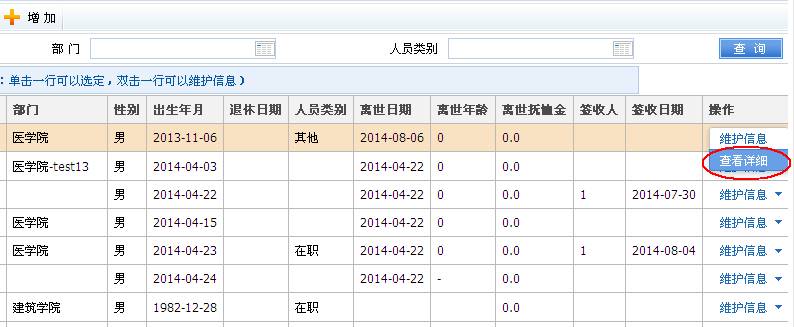 增 加
部 门 人员类别 查 询
：单击一行可以选定，双击一行可以维护信息）
部门 性别 出生年月 退休日期 人员类别 离世日期 离世年龄 离世抚恤金 签收人 签收日期 操作
医学院 男 2013-11-06 其他 2014-08-06 0 0.0 维护信息
医学院-test13 男 2014-04-03 2014-04-22 0 0.0 查看详细
男 2014-04-22 2014-04-22 0 0.0 1 2014-07-30 维护信息
医学院 男 2014-04-15 2014-04-22 0 0.0 维护信息
医学院 男 2014-04-23 在职 2014-04-22 0 0.0 1 2014-08-04 维护信息
男 2014-04-24 2014-04-22 - 0.0 维护信息
建筑学院 男 1982-12-28 在职 0.0 维护信息